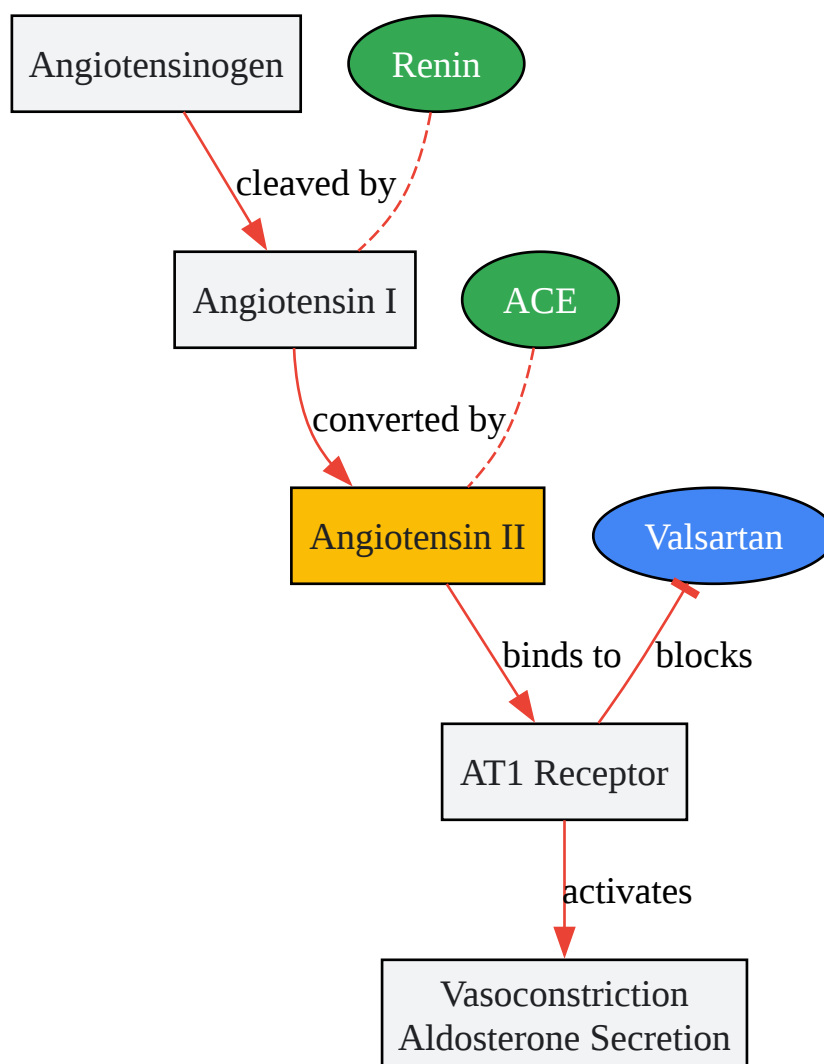 Angiotensinogen
Renin
cleaved by
Angiotensin I
ACE
converted by
Angiotensin II
Valsartan
binds to
blocks
AT1 Receptor
activates
Vasoconstriction
Aldosterone Secretion